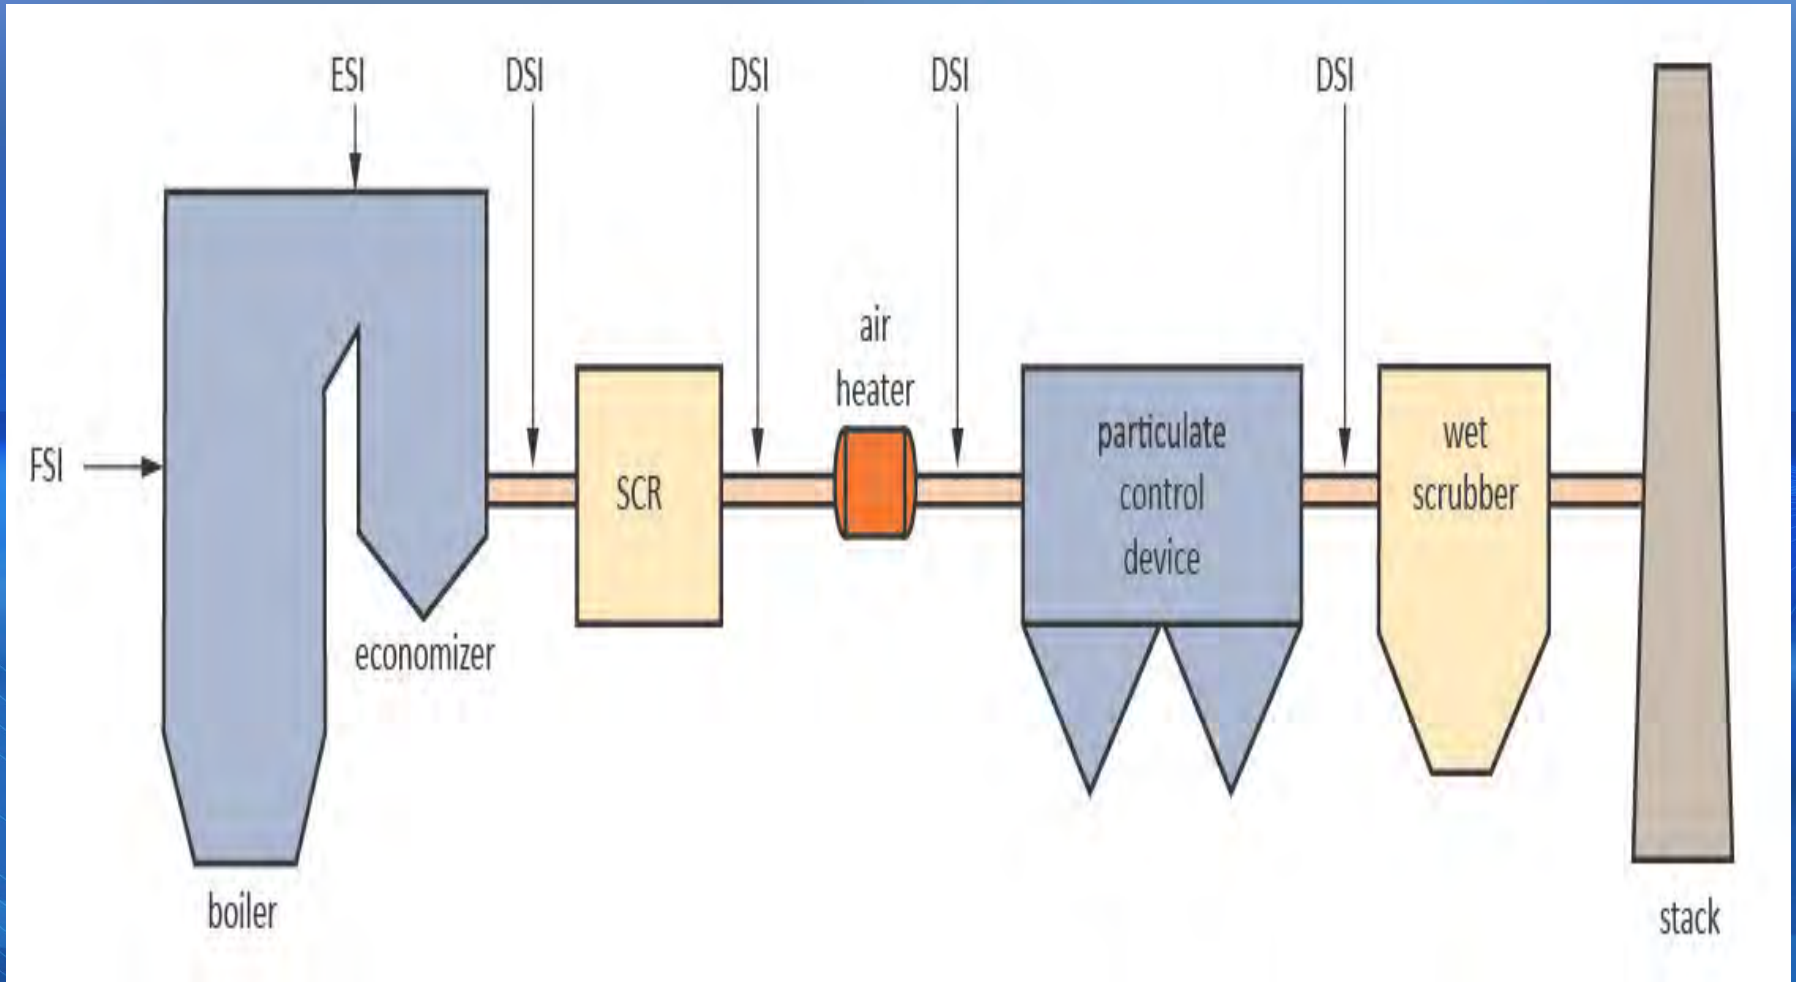 ESI
DSI
DSI
DSI
DSI
FSI
air
heater
SCR
particulate
control
device
wet
scrubber
economizer
boiler
stack